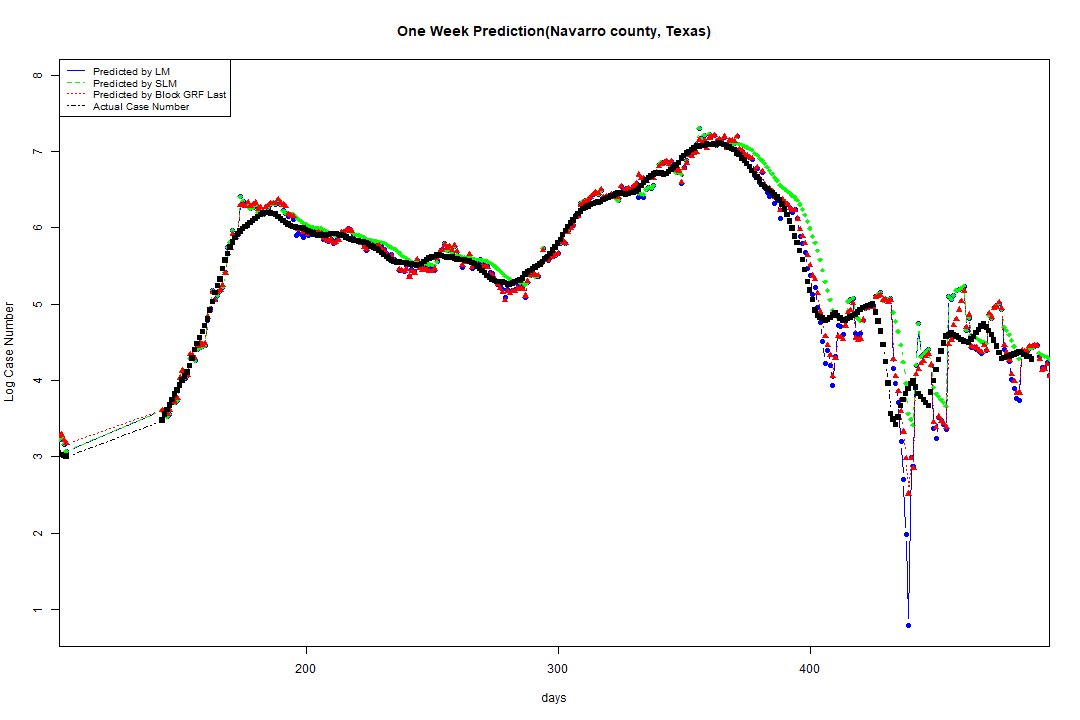 One Week Prediction(Navarro county, Texas)
Predicted by LM
Predicted by SLM
Predicted by Block GRF Last
Actual Case Number
8
7
6
5
4
3
2
1
Log Case Number
200 300 400
days